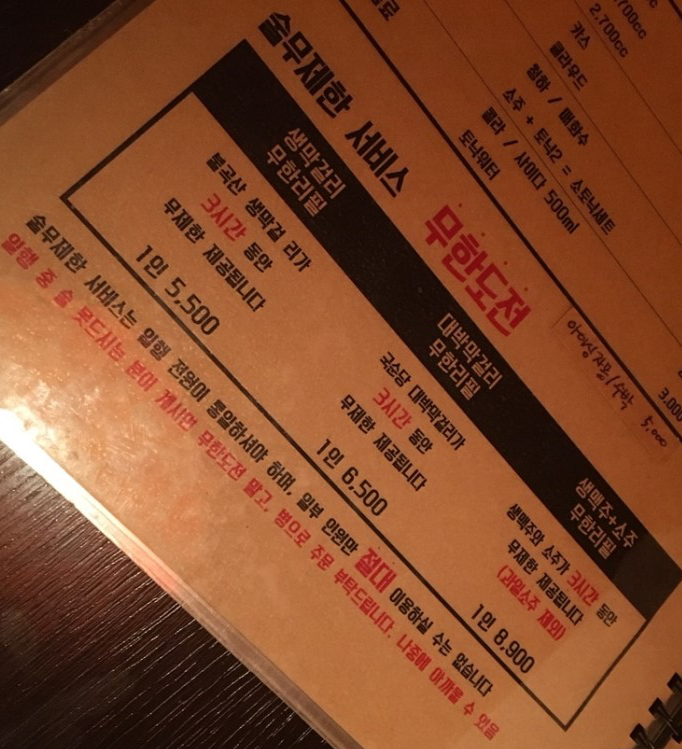 음료
2,700cc
카스
클라우드
청하 / 매화수
소주 + 토닉2 = 소토닉세트
콜라 / 사이다 500ml
토닉워터
3,000
5,000
술무제한 서비스 무한도전
생막걸리
무한리필
불곡산 생막걸 리가
3시간 동안
무제한 제공됩니다
1인 5,500
대박막걸리
무한리필
국순당 대박막걸리가
3시간 동안
무제한 제공됩니다
1인 6,500
생맥주+소주
무한리필
생맥주와 소주가 3시간 동안
무제한 제공됩니다
(과일소주 제외)
1인 8,900
술무제한 서비스는 일행 전원이 통일하셔야 하며, 일부 인원만 절대 이용하실 수는 없습니다
일행 중 술 못드시는 분이 계시면 무한도전 말고, 병으로 주문 부탁드립니다. 나중에 아까울 수 있음